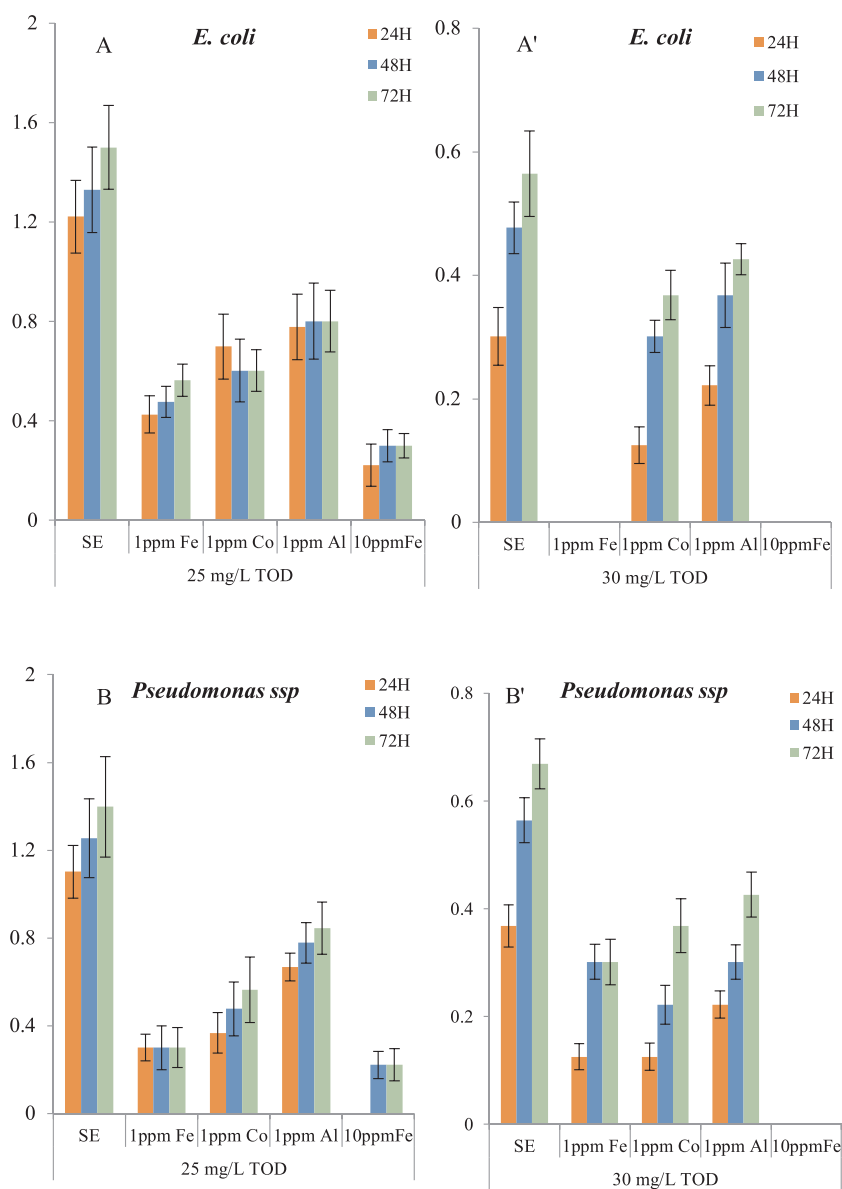 A
E. coli
24H
48H
72H
2
1.6
1.2
0.8
0.4
0
SE
1ppm Fe
1ppm Co
1ppm Al
10ppmFe
25 mg/L TOD
A'
E. coli
24H
48H
72H
0.8
0.6
0.4
0.2
0
SE
1ppm Fe
1ppm Co
1ppm Al
10ppmFe
30 mg/L TOD
B
Pseudomonas ssp
24H
48H
72H
2
1.6
1.2
0.8
0.4
0
SE
1ppm Fe
1ppm Co
1ppm Al
10ppmFe
25 mg/L TOD
B'
Pseudomonas ssp
24H
48H
72H
0.8
0.6
0.4
0.2
0
SE
1ppm Fe
1ppm Co
1ppm Al
10ppmFe
30 mg/L TOD